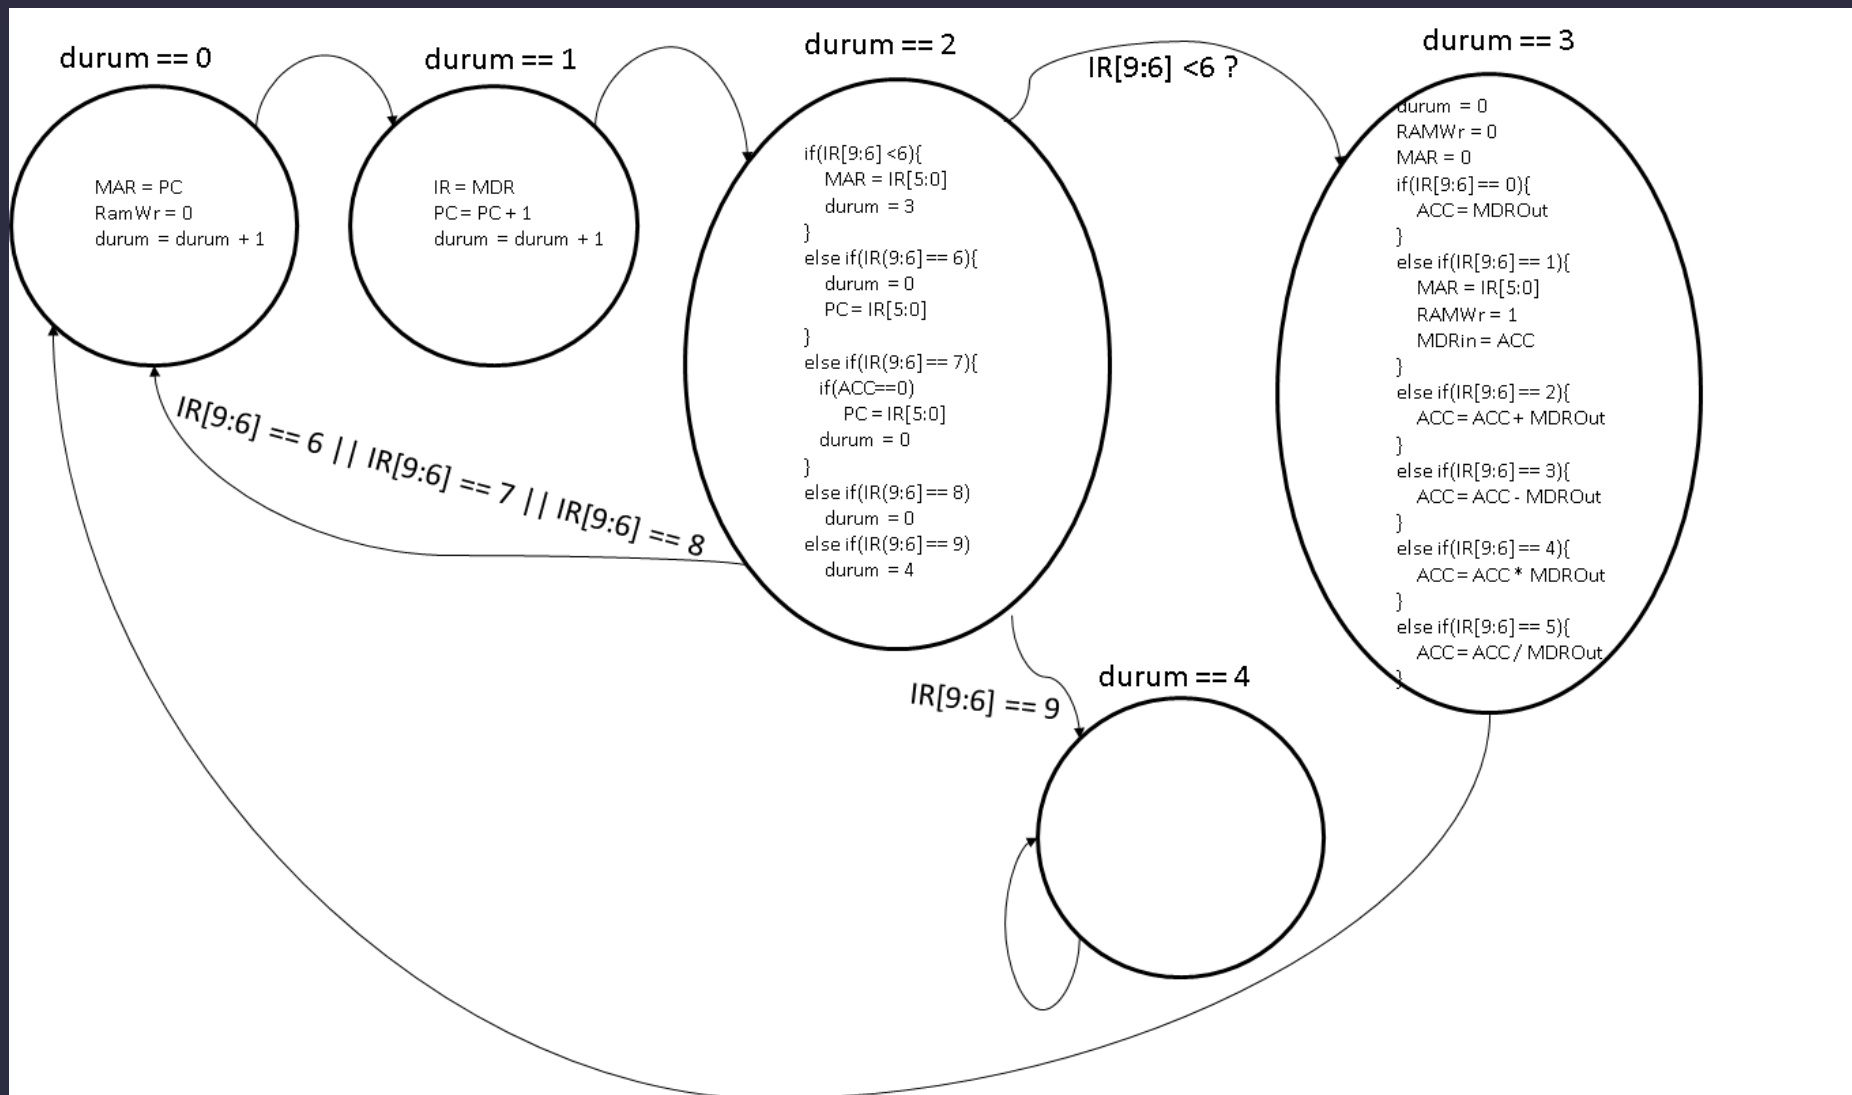 durum == 0
MAR = PC
RamWr = 0
durum = durum + 1
durum == 1
IR = MDR
PC = PC + 1
durum = durum + 1
durum == 2
if(IR[9:6] <6){
MAR = IR[5:0]
durum = 3
}
else if(IR(9:6] == 6){
durum = 0
PC = IR[5:0]
}
else if(IR(9:6] == 7){
if(ACC==0)
PC = IR[5:0]
durum = 0
}
else if(IR(9:6] == 8)
durum = 0
else if(IR(9:6] == 9)
durum = 4
IR[9:6] <6 ?
durum == 3
durum = 0
RAMWr = 0
MAR = 0
if(IR[9:6] == 0){
ACC = MDROut
}
else if(IR[9:6] == 1){
MAR = IR[5:0]
RAMWr = 1
MDRin = ACC
}
else if(IR[9:6] == 2){
ACC = ACC + MDROut
}
else if(IR[9:6] == 3){
ACC = ACC - MDROut
}
else if(IR[9:6] == 4){
ACC = ACC * MDROut
}
else if(IR[9:6] == 5){
ACC = ACC / MDROut
}
IR[9:6] == 6 || IR[9:6] == 7 || IR[9:6] == 8
IR[9:6] == 9
durum == 4